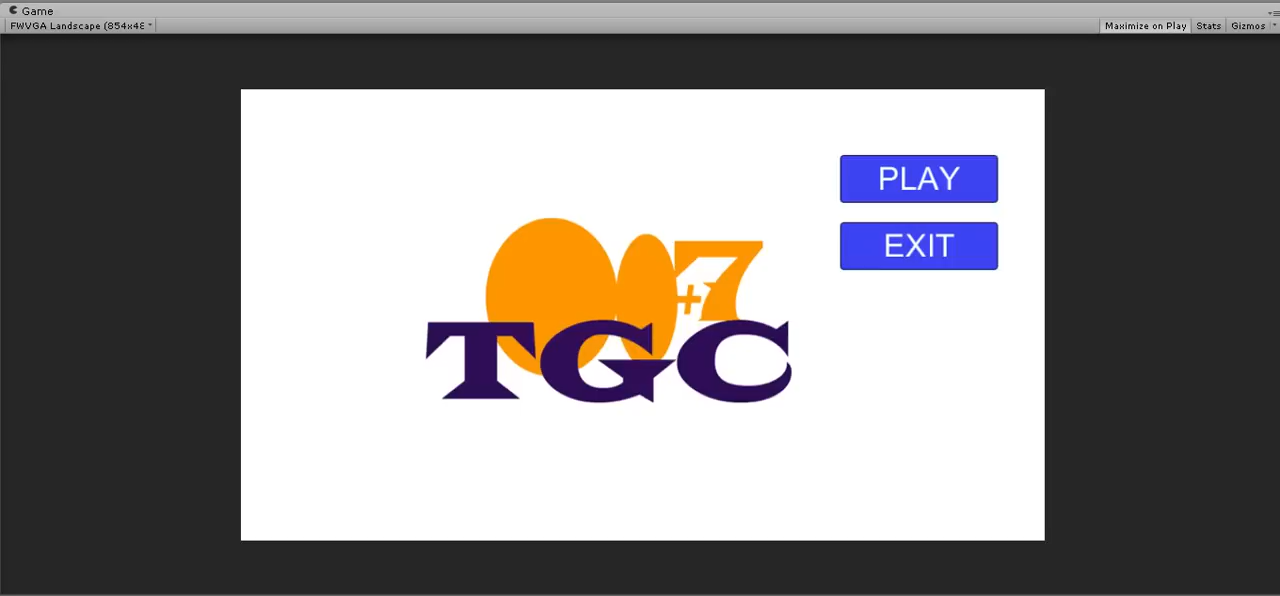 Game
FWVGA Landscape (854x48
Maximize on Play
Stats
Gizmos
PLAY
EXIT
+7
TGC